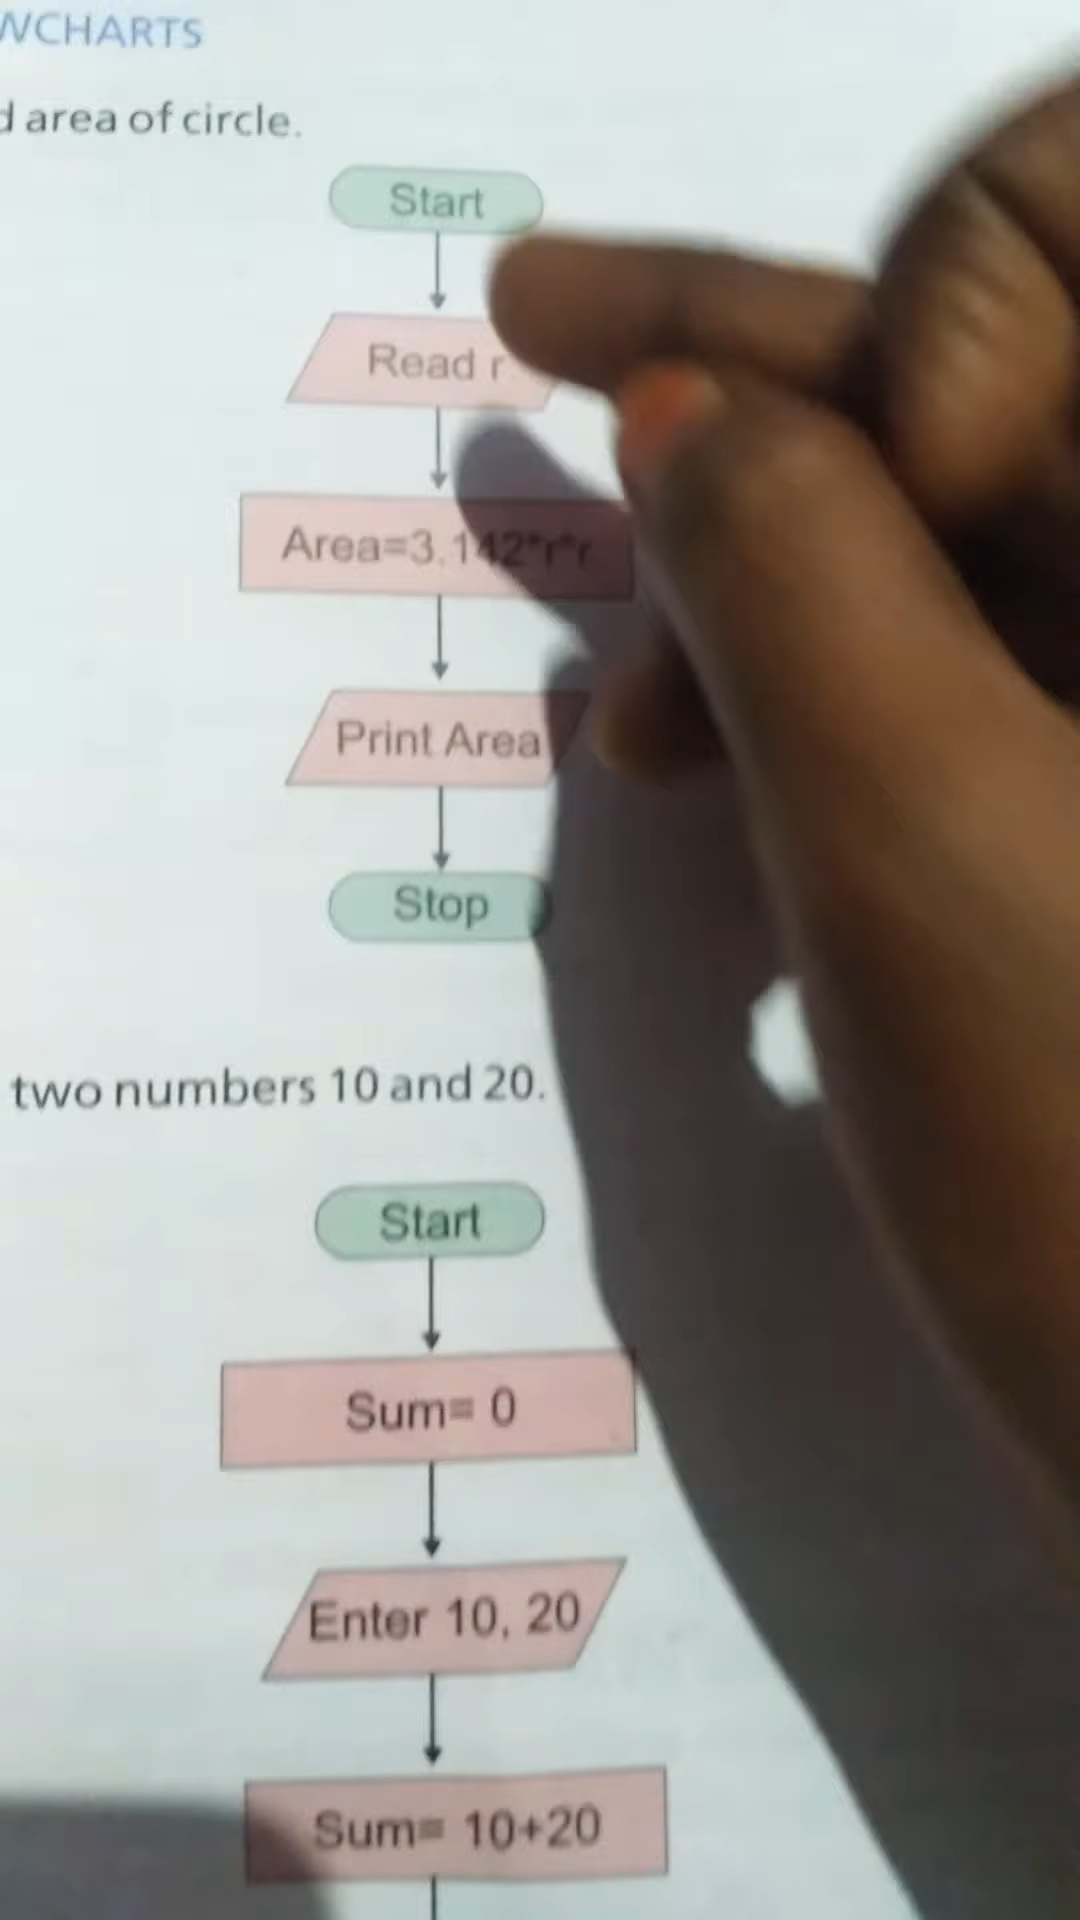 WCHARTS
d area of circle.
Start
Read r
Area=3.142*r*r
Print Area
Stop
two numbers 10 and 20.
Start
Sum= 0
Enter 10, 20
Sum= 10+20